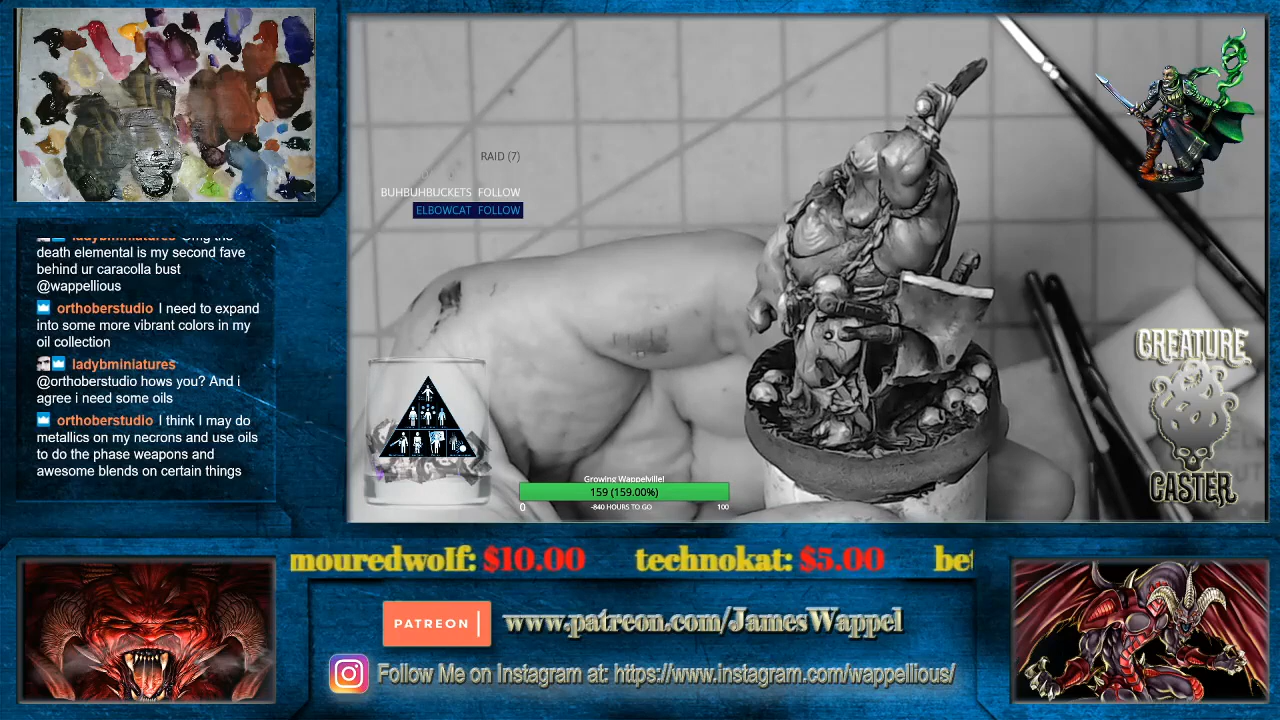 ladybminiatures Omg the
death elemental is my second fave
behind ur caracolla bust
@wappellious
orthoberstudio I need to expand
into some more vibrant colors in my
oil collection
ladybminiatures
@orthoberstudio hows you? And i
agree i need some oils
orthoberstudio I think I may do
metallics on my necrons and use oils
to do the phase weapons and
awesome blends on certain things
RAID (7)
BUHBUHBUCKETS FOLLOW
ELBOWCAT FOLLOW
Growing Wappelville!
159 (159.00%)
0 -840 HOURS TO GO 100
CREATURE
CASTER
mouredwolf: $10.00 technokat: $5.00 bet
PATREON
www.patreon.com/JamesWappel
Follow Me on Instagram at: https://www.instagram.com/wappellious/